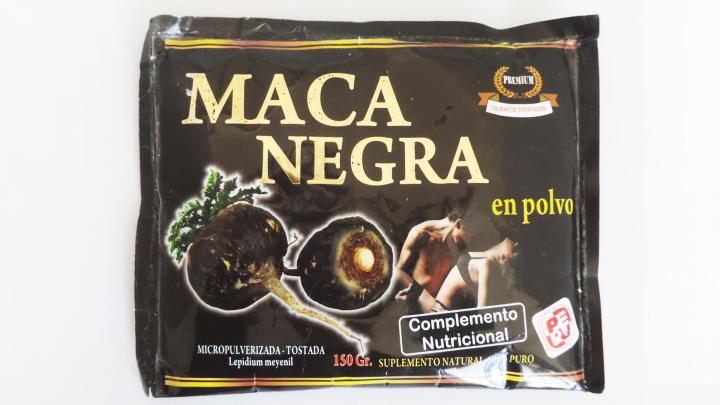 PREMIUM
CALIDAD DE EXPORTACION
MACA
NEGRA
en polvo
Complemento
Nutricional
MICROPULVERIZADA - TOSTADA
Lepidium meyenil
150 Gr.
SUPLEMENTO NATURAL 100% PURO